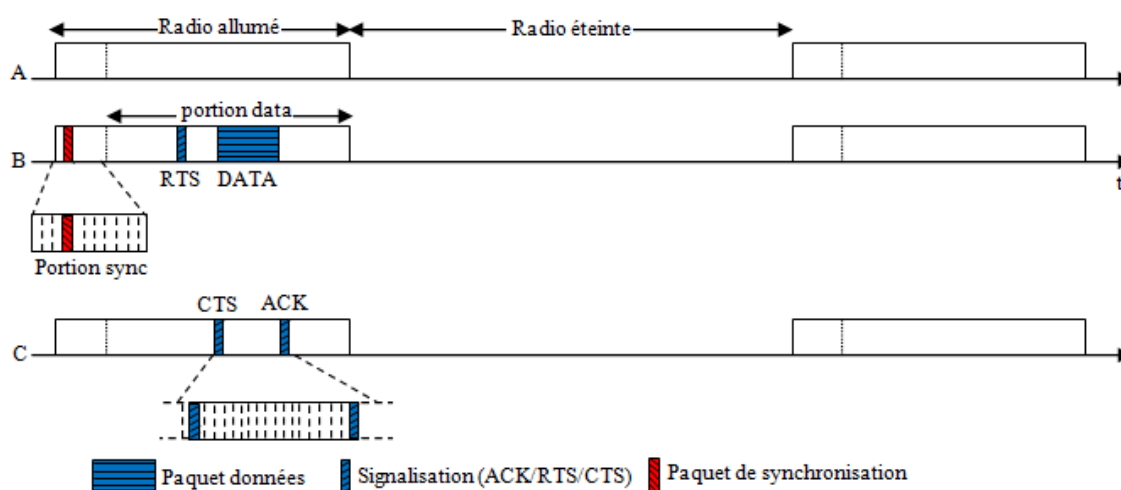 Radio allumé
Radio éteinte
A
portion data
B
RTS
DATA
t
Portion sync
CTS
ACK
C
Paquet données
Signalisation (ACK/RTS/CTS)
Paquet de synchronisation